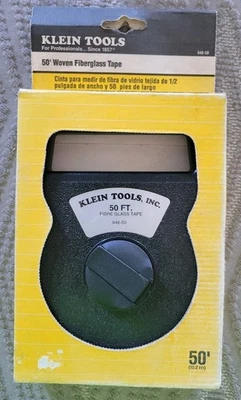 KLEIN TOOLS
For Professionals... Since 1857
946-50
50' Woven Fiberglass Tape
Cinta para medir de fibra de vidrio tejida de 1/2
pulgada de ancho y 50 pies de largo
KLEIN TOOLS, INC.
50 FT.
FIBRE GLASS TAPE
946-50
50'
(15.2 m)